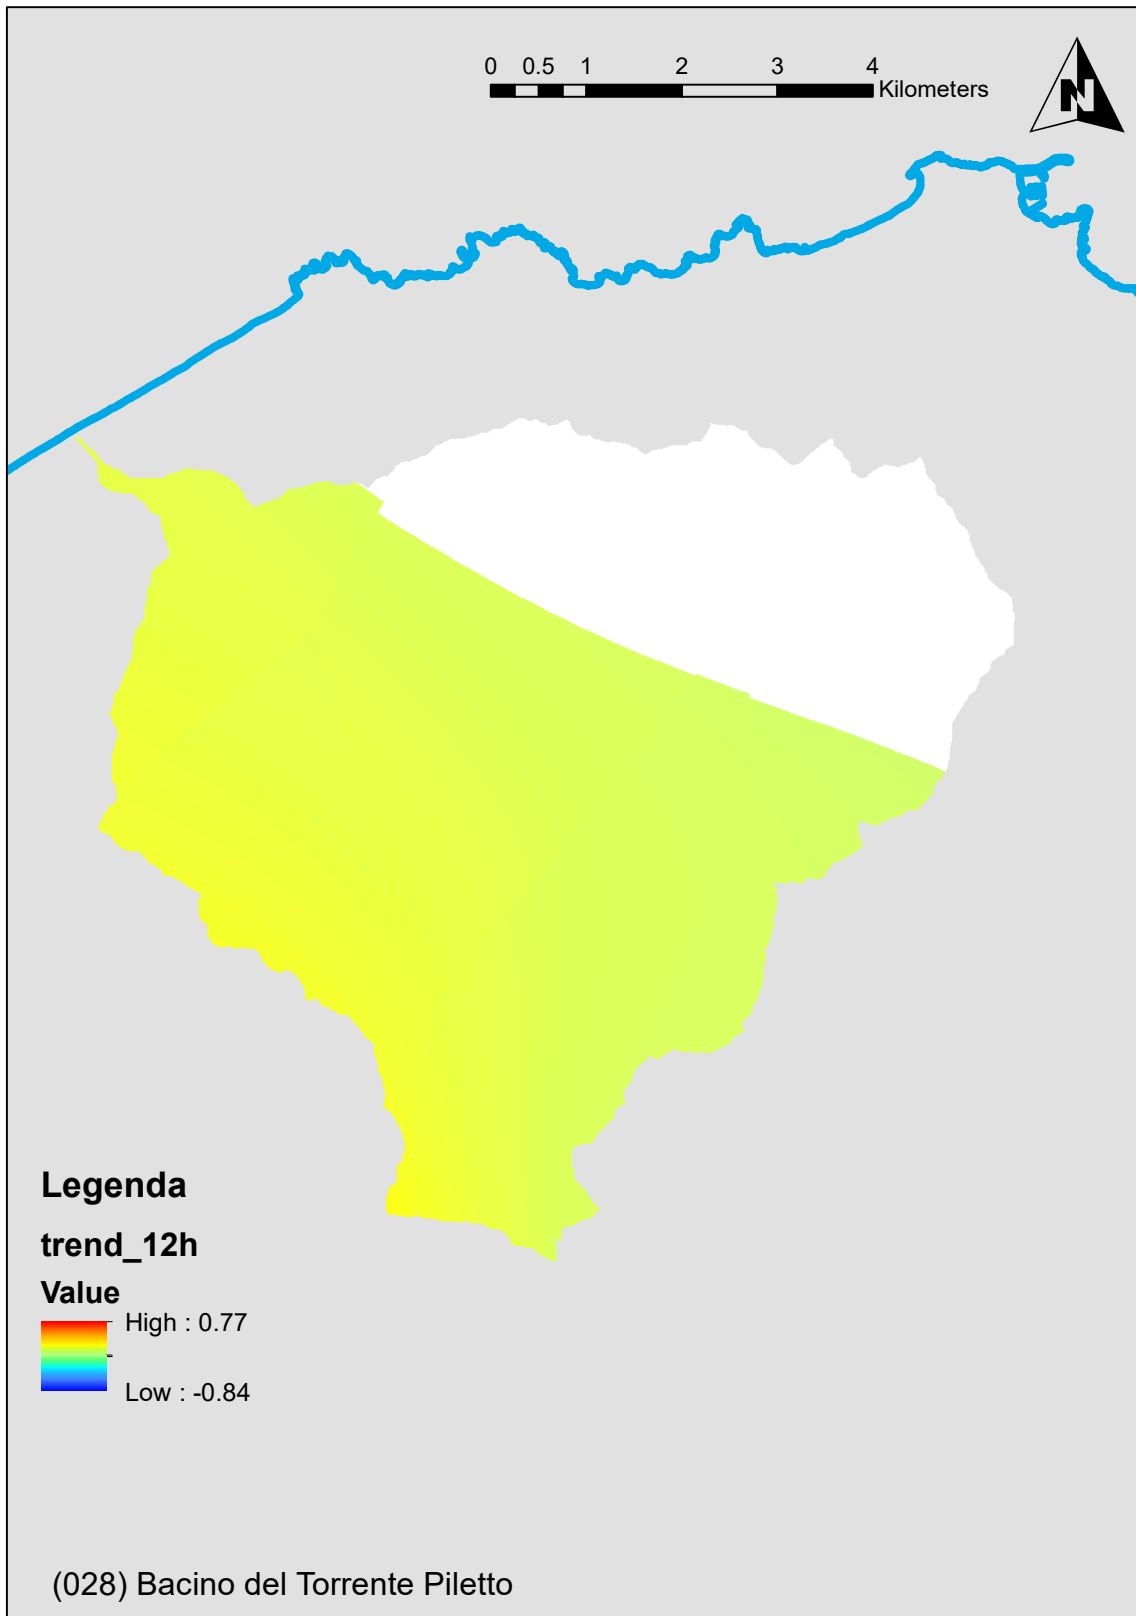 0 0.5 1 2 3 4
Kilometers
N
Legenda
trend_12h
Value
High : 0.77
Low : -0.84
(028) Bacino del Torrente Piletto